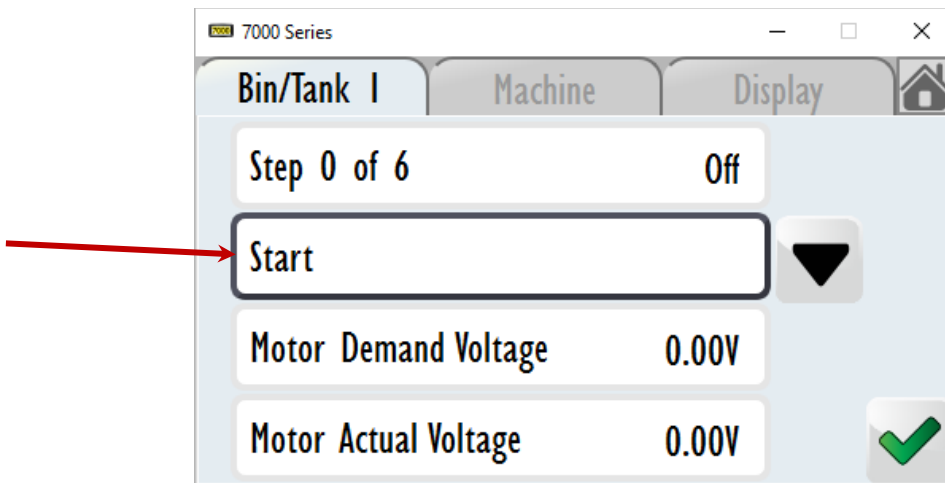 7000 Series
Bin/Tank 1 Machine Display
Step 0 of 6 Off
Start
Motor Demand Voltage 0.00V
Motor Actual Voltage 0.00V